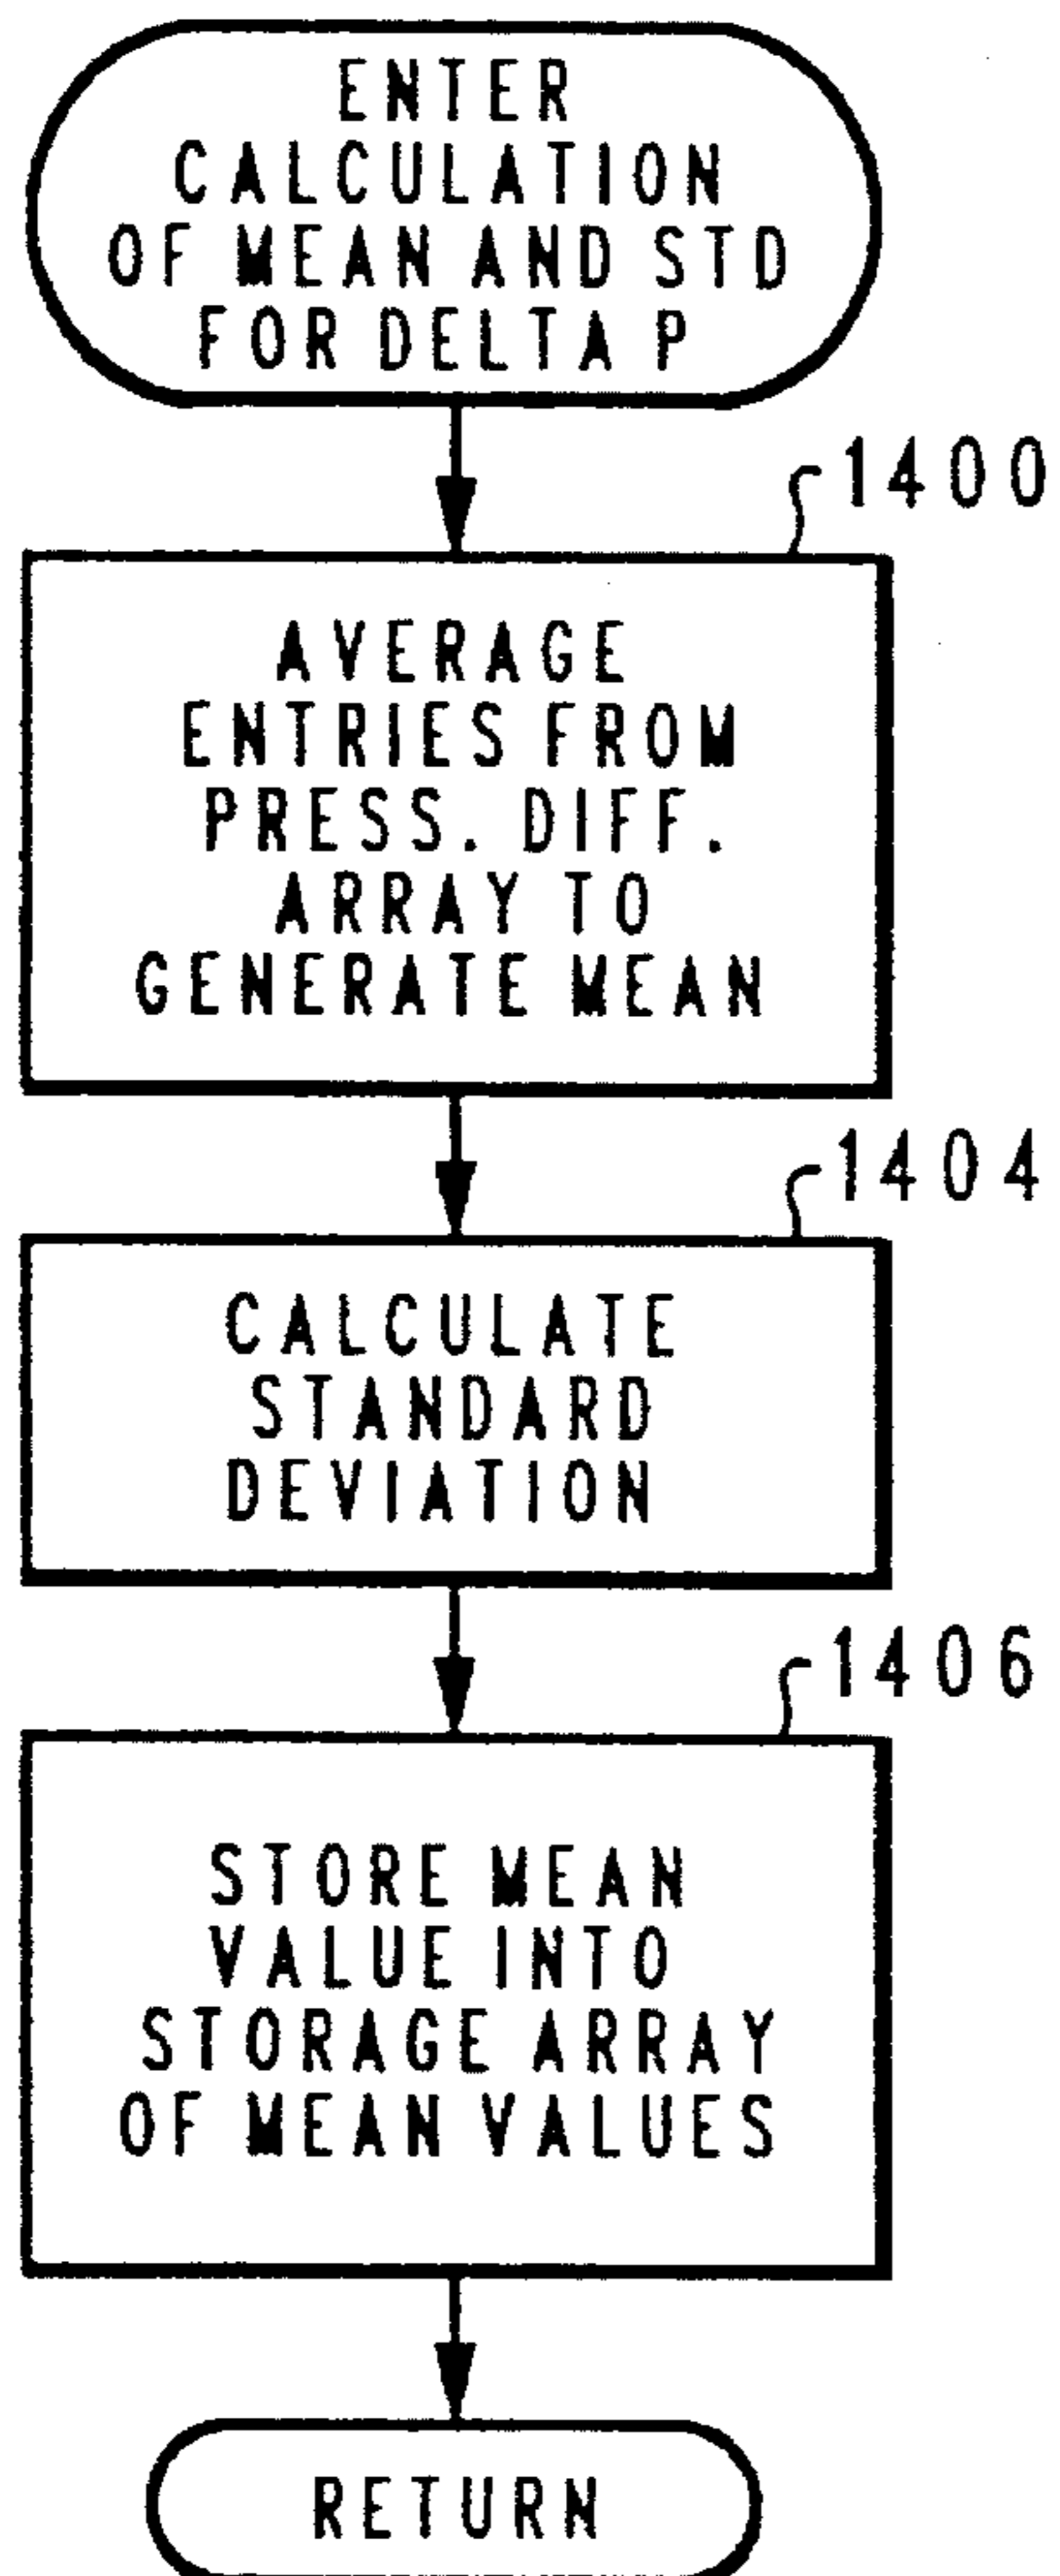 ENTER
CALCULATION
OF MEAN AND STD
FOR DELTA P
1400
AVERAGE
ENTRIES FROM
PRESS. DIFF.
ARRAY TO
GENERATE MEAN
1404
CALCULATE
STANDARD
DEVIATION
1406
STORE MEAN
VALUE INTO
STORAGE ARRAY
OF MEAN VALUES
RETURN